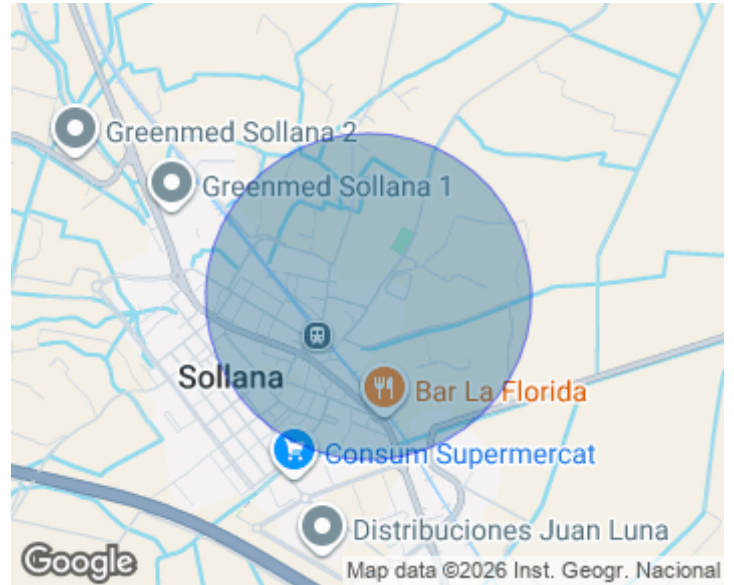 Greenmed Sollana 2
Greenmed Sollana 1
Sollana
Bar La Florida
Consum Supermercat
Distribuciones Juan Luna
Google
Map data ©2026 Inst. Geogr. Nacional